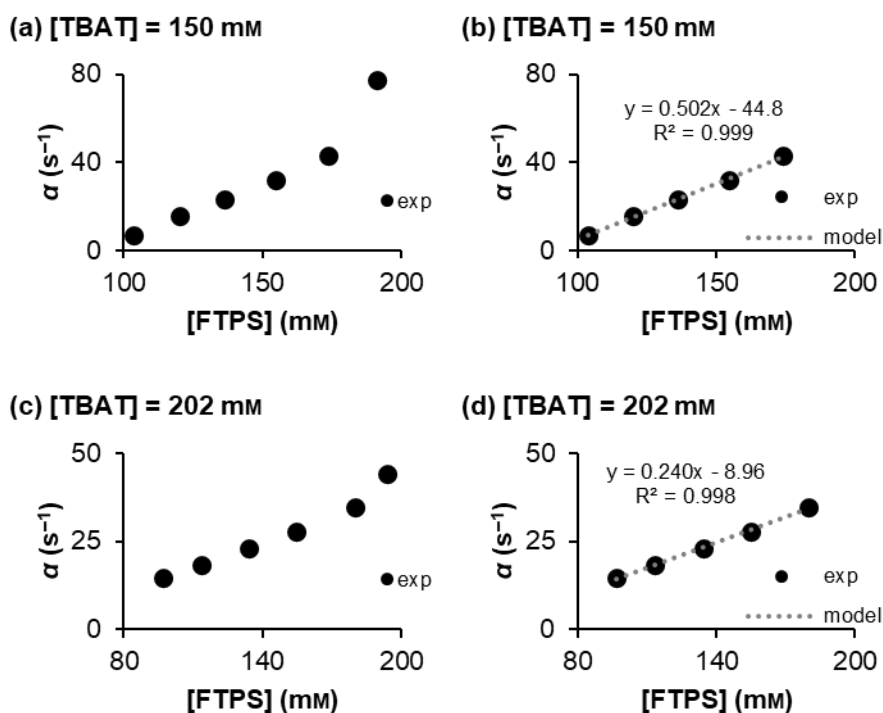 (a) [TBAT] = 150 mM
80
40
0
α (s⁻¹)
exp
100 150 200
[FTPS] (mM)
(b) [TBAT] = 150 mM
80
40
0
α (s⁻¹)
y = 0.502x - 44.8
R² = 0.999
exp
model
100 150 200
[FTPS] (mM)
(c) [TBAT] = 202 mM
50
25
0
α (s⁻¹)
exp
80 140 200
[FTPS] (mM)
(d) [TBAT] = 202 mM
50
25
0
α (s⁻¹)
y = 0.240x - 8.96
R² = 0.998
exp
model
80 140 200
[FTPS] (mM)